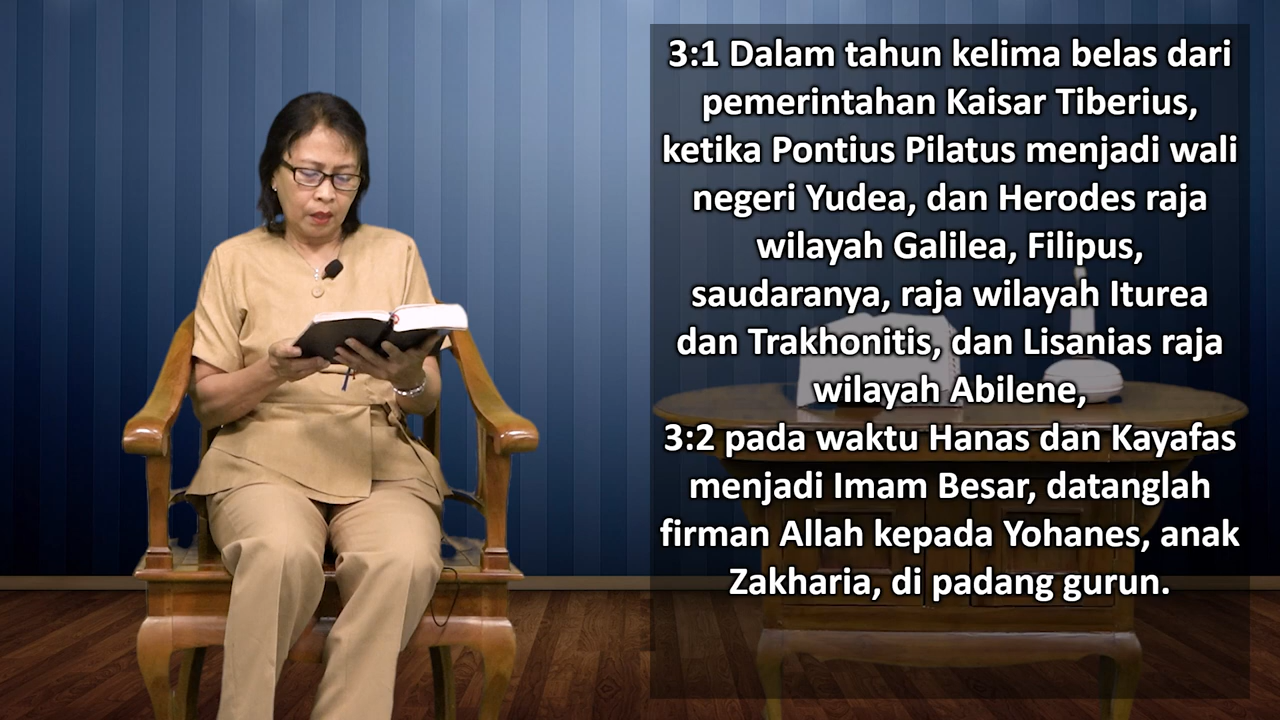 3:1 Dalam tahun kelima belas dari
pemerintahan Kaisar Tiberius,
ketika Pontius Pilatus menjadi wali
negeri Yudea, dan Herodes raja
wilayah Galilea, Filipus,
saudaranya, raja wilayah Iturea
dan Trakhonitis, dan Lisanias raja
wilayah Abilene,
3:2 pada waktu Hanas dan Kayafas
menjadi Imam Besar, datanglah
firman Allah kepada Yohanes, anak
Zakharia, di padang gurun.